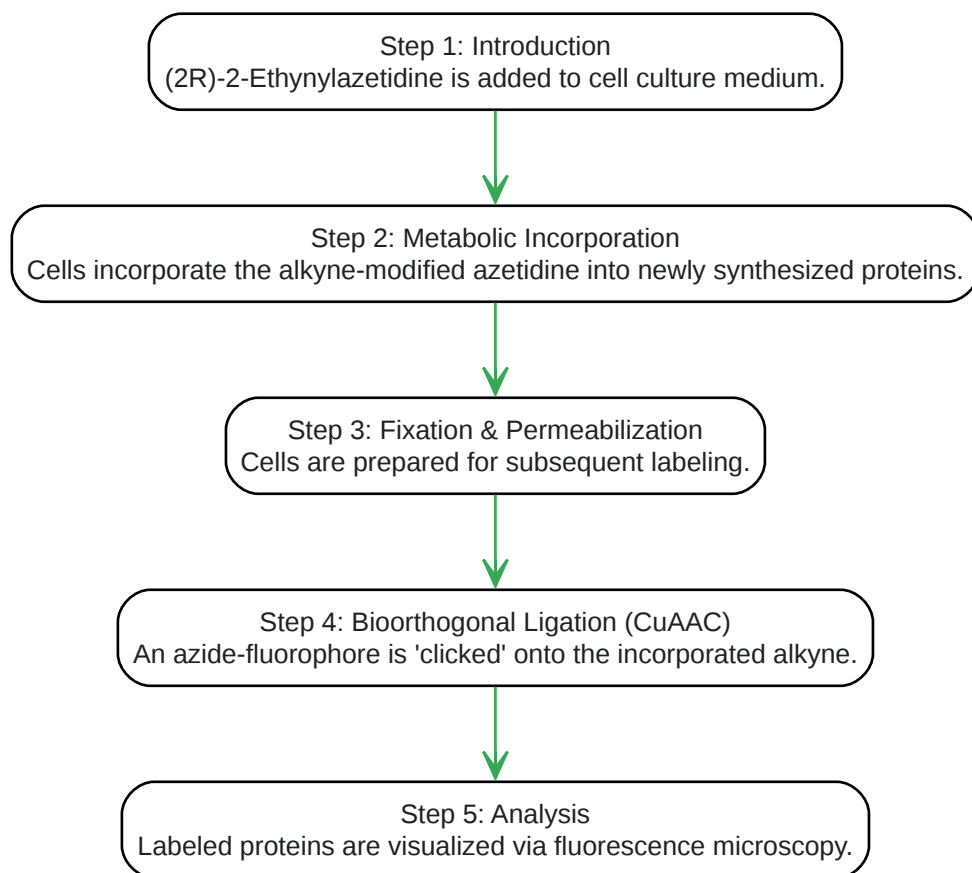 Step 1: Introduction
(2R)-2-Ethynylazetidine is added to cell culture medium.
Step 2: Metabolic Incorporation
Cells incorporate the alkyne-modified azetidine into newly synthesized proteins.
Step 3: Fixation & Permeabilization
Cells are prepared for subsequent labeling.
Step 4: Bioorthogonal Ligation (CuAAC)
An azide-fluorophore is 'clicked' onto the incorporated alkyne.
Step 5: Analysis
Labeled proteins are visualized via fluorescence microscopy.